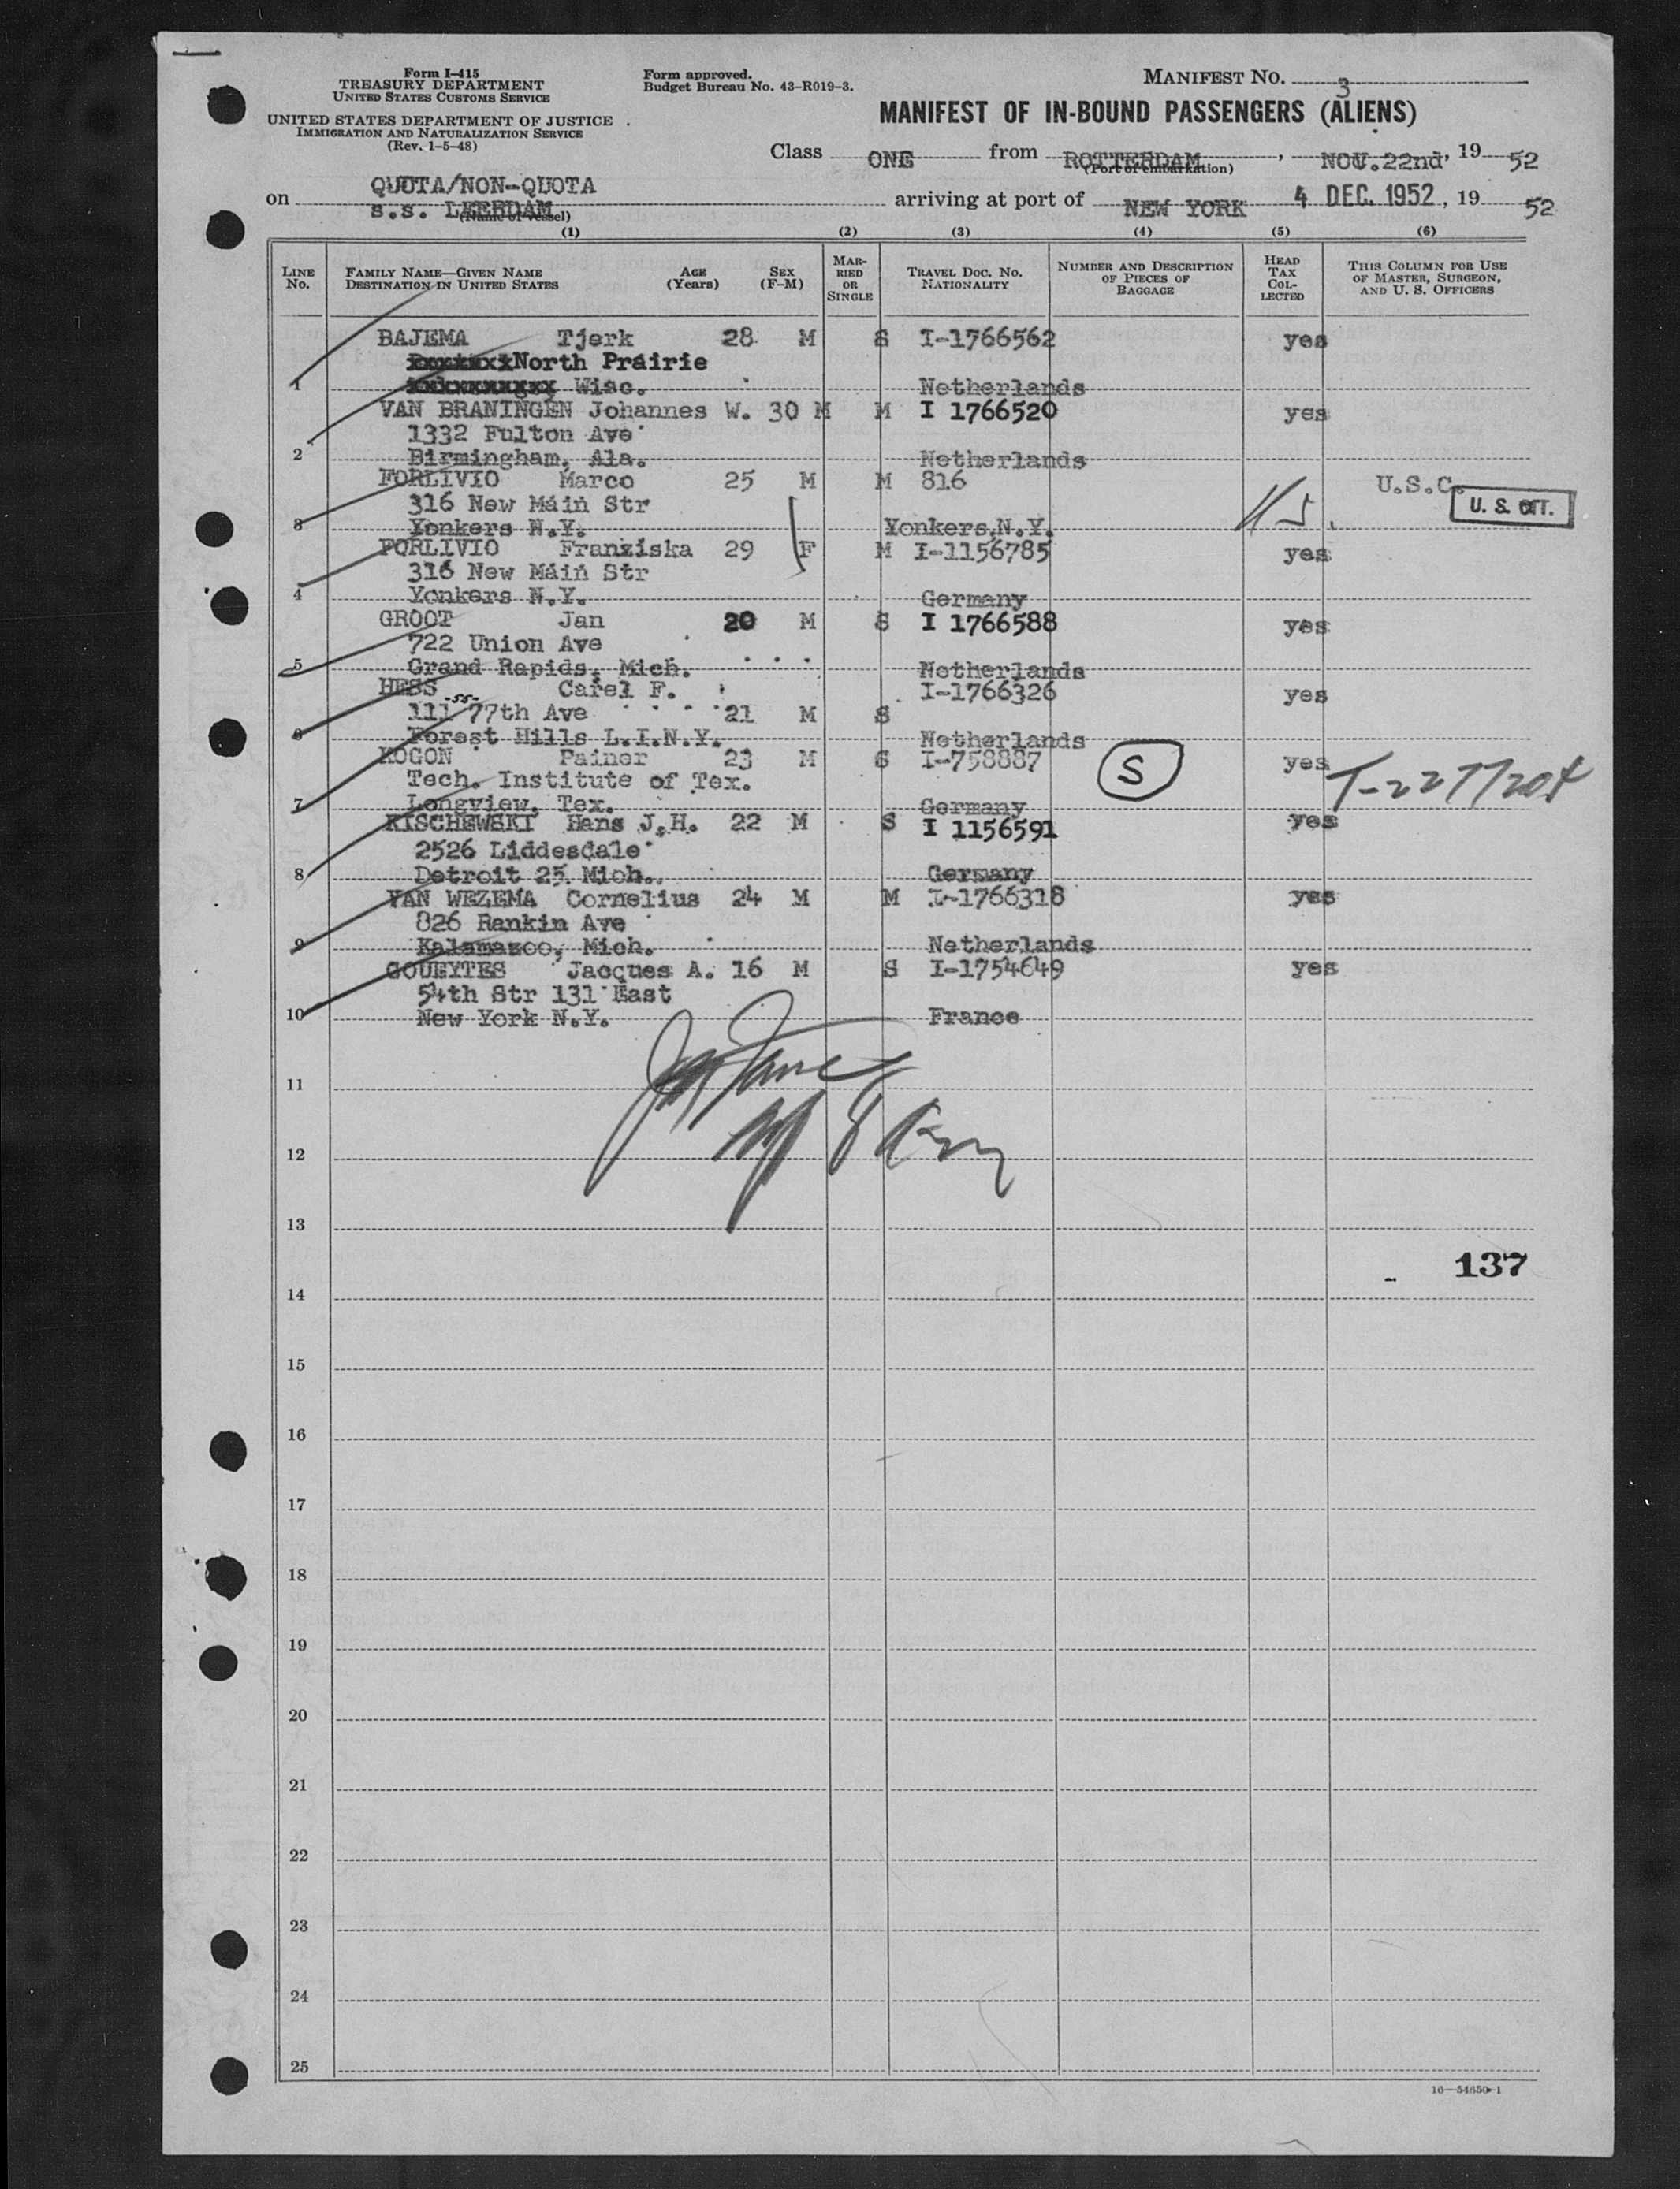 Form I-415
TREASURY DEPARTMENT
UNITED STATES CUSTOMS SERVICE
UNITED STATES DEPARTMENT OF JUSTICE
IMMIGRATION AND NATURALIZATION SERVICE
(Rev. 1-5-48)
Form approved.
Budget Bureau No. 43-R019-3.
MANIFEST NO. 3
MANIFEST OF IN-BOUND PASSENGERS (ALIENS)
Class ONE from ROTTERDAM, NOV. 22nd, 19 52
(Port of embarkation)
QUOTA/NON-QUOTA
on s.s. LEERDAM arriving at port of NEW YORK 4 DEC. 1952, 19 52
(Name of vessel)
(1) (2) (3) (4) (5) (6)
LINE No. FAMILY NAME—GIVEN NAME DESTINATION IN UNITED STATES AGE (Years) SEX (F-M) MARRIED OR SINGLE TRAVEL DOC. NO. NATIONALITY NUMBER AND DESCRIPTION OF PIECES OF BAGGAGE HEAD TAX COLLECTED THIS COLUMN FOR USE OF MASTER, SURGEON, AND U. S. OFFICERS
BAJEMA Tjerk 28 M S I-1766562 yes
North Prairie
1 Wisc. Netherlands
VAN BRANINGEN Johannes W. 30 M M I 1766520 yes
1332 Fulton Ave
2 Birmingham, Ala. Netherlands
FORLIVIO Marco 25 M M 816 U.S.C.
316 New Main Str U. S. CIT.
3 Yonkers N.Y. Yonkers,N.Y.
FORLIVIO Franziska 29 F M I-1156785 yes
316 New Main Str
4 Yonkers N.Y. Germany
GROOT Jan 20 M S I 1766588 yes
722 Union Ave
5 Grand Rapids, Mich. Netherlands
HESS Carel F. I-1766326 yes
111-55-77th Ave 21 M S
6 Forest Hills L.I.N.Y. Netherlands
KOGON Painer 23 M S I-758887 S yes T-227720X
Tech. Institute of Tex.
7 Longview, Tex. Germany
KISCHEWSKI Hans J.H. 22 M S I 1156591 yes
2526 Liddesdale
8 Detroit 25. Mich. Germany
VAN WEZEMA Cornelius 24 M M I-1766318 yes
826 Rankin Ave
9 Kalamazoo, Mich. Netherlands
GOUEYTES Jacques A. 16 M S I-1754649 yes
54th Str 131 East
10 New York N.Y. France
11
12
13
137
14
15
16
17
18
19
20
21
22
23
24
25
16—54650-1